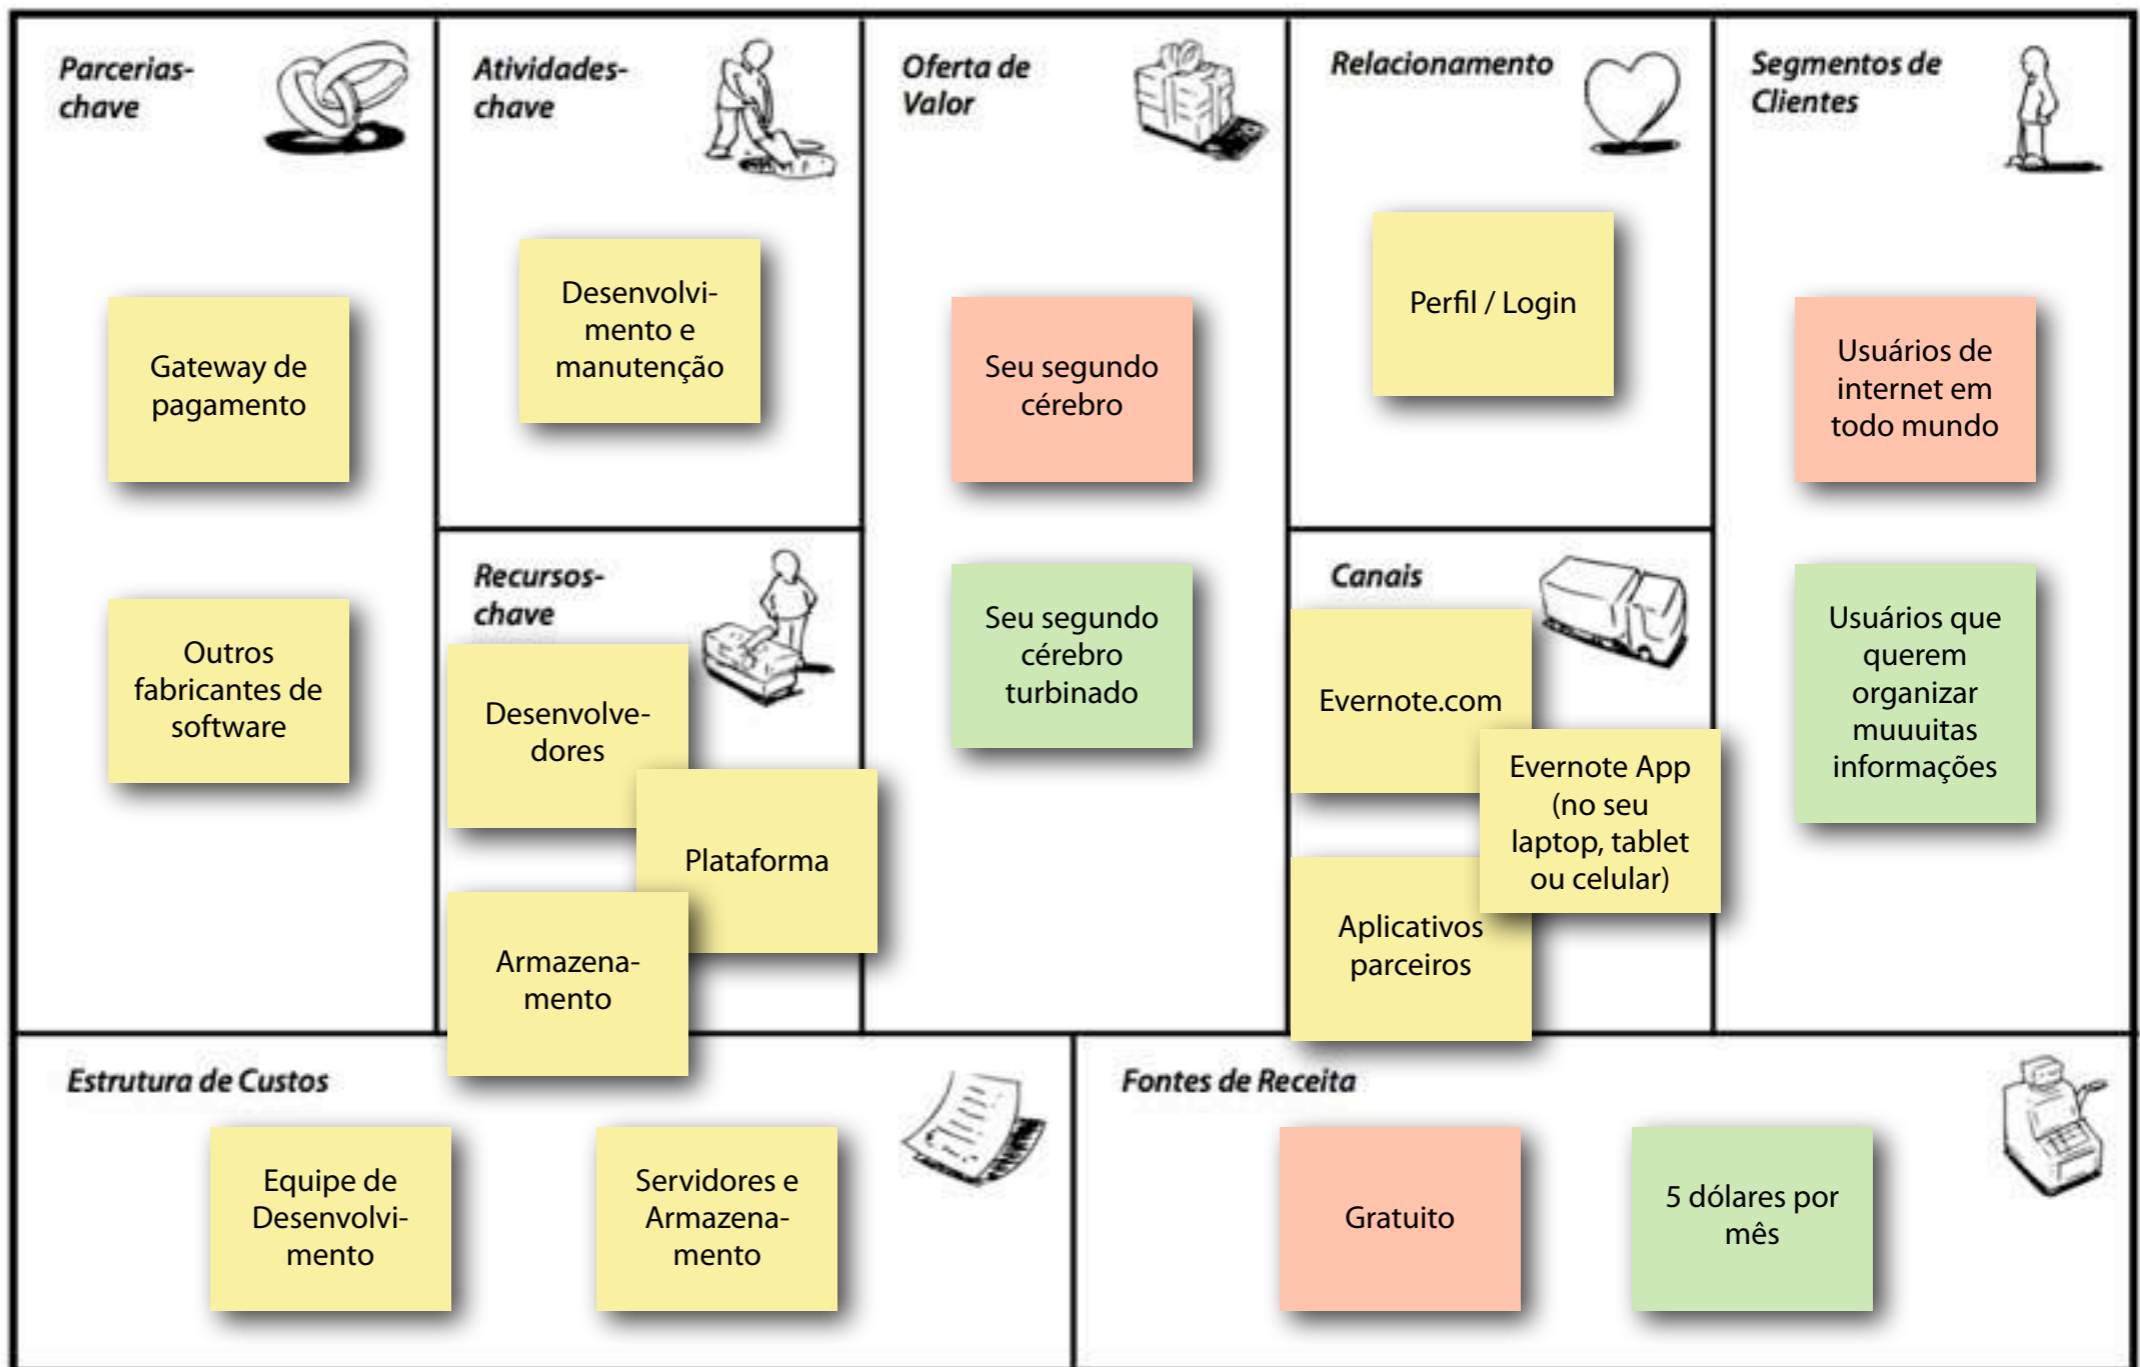 Parcerias-
chave
Gateway de
pagamento
Outros
fabricantes de
software
Atividades-
chave
Desenvolvi-
mento e
manutenção
Recursos-
chave
Desenvolve-
dores
Plataforma
Armazena-
mento
Oferta de
Valor
Seu segundo
cérebro
Seu segundo
cérebro
turbinado
Relacionamento
Perfil / Login
Canais
Evernote.com
Evernote App
(no seu
laptop, tablet
ou celular)
Aplicativos
parceiros
Segmentos de
Clientes
Usuários de
internet em
todo mundo
Usuários que
querem
organizar
muuuitas
informações
Estrutura de Custos
Equipe de
Desenvolvi-
mento
Servidores e
Armazena-
mento
Fontes de Receita
Gratuito
5 dólares por
mês